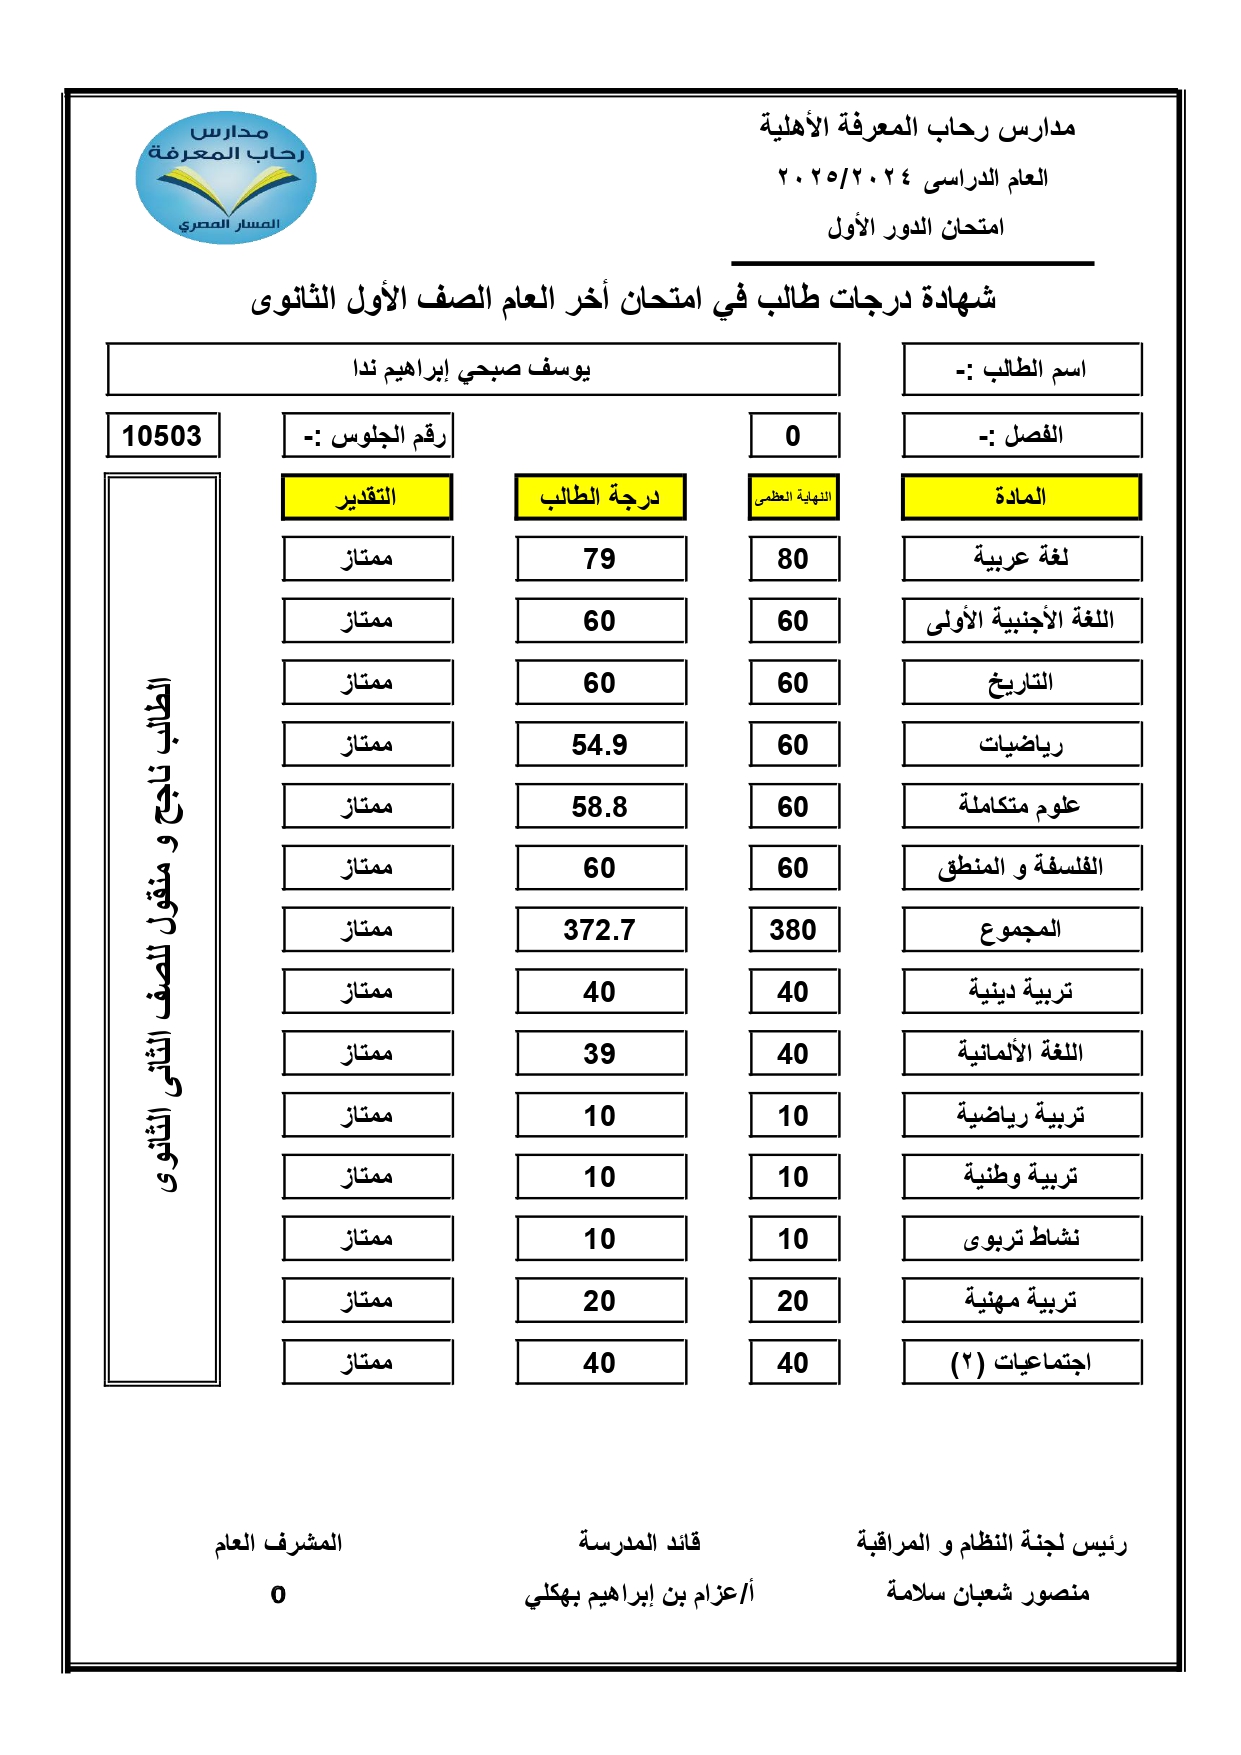 مدارس رحاب المعرفة الأهلية
العام الدراسى ٢٠٢٥/٢٠٢٤
امتحان الدور الأول
مدارس
رحاب المعرفة
المسار المصري
شهادة درجات طالب في امتحان أخر العام الصف الأول الثانوى
اسم الطالب :- يوسف صبحي إبراهيم ندا
الفصل :- 0 رقم الجلوس :- 10503
المادة النهاية العظمى درجة الطالب التقدير
لغة عربية 80 79 ممتاز
اللغة الأجنبية الأولى 60 60 ممتاز
التاريخ 60 60 ممتاز
رياضيات 60 54.9 ممتاز
علوم متكاملة 60 58.8 ممتاز
الفلسفة و المنطق 60 60 ممتاز
المجموع 380 372.7 ممتاز
تربية دينية 40 40 ممتاز
اللغة الألمانية 40 39 ممتاز
تربية رياضية 10 10 ممتاز
تربية وطنية 10 10 ممتاز
نشاط تربوى 10 10 ممتاز
تربية مهنية 20 20 ممتاز
اجتماعيات (٢) 40 40 ممتاز
الطالب ناجح و منقول للصف الثانى الثانوى
رئيس لجنة النظام و المراقبة قائد المدرسة المشرف العام
منصور شعبان سلامة أ/عزام بن إبراهيم بهكلي 0